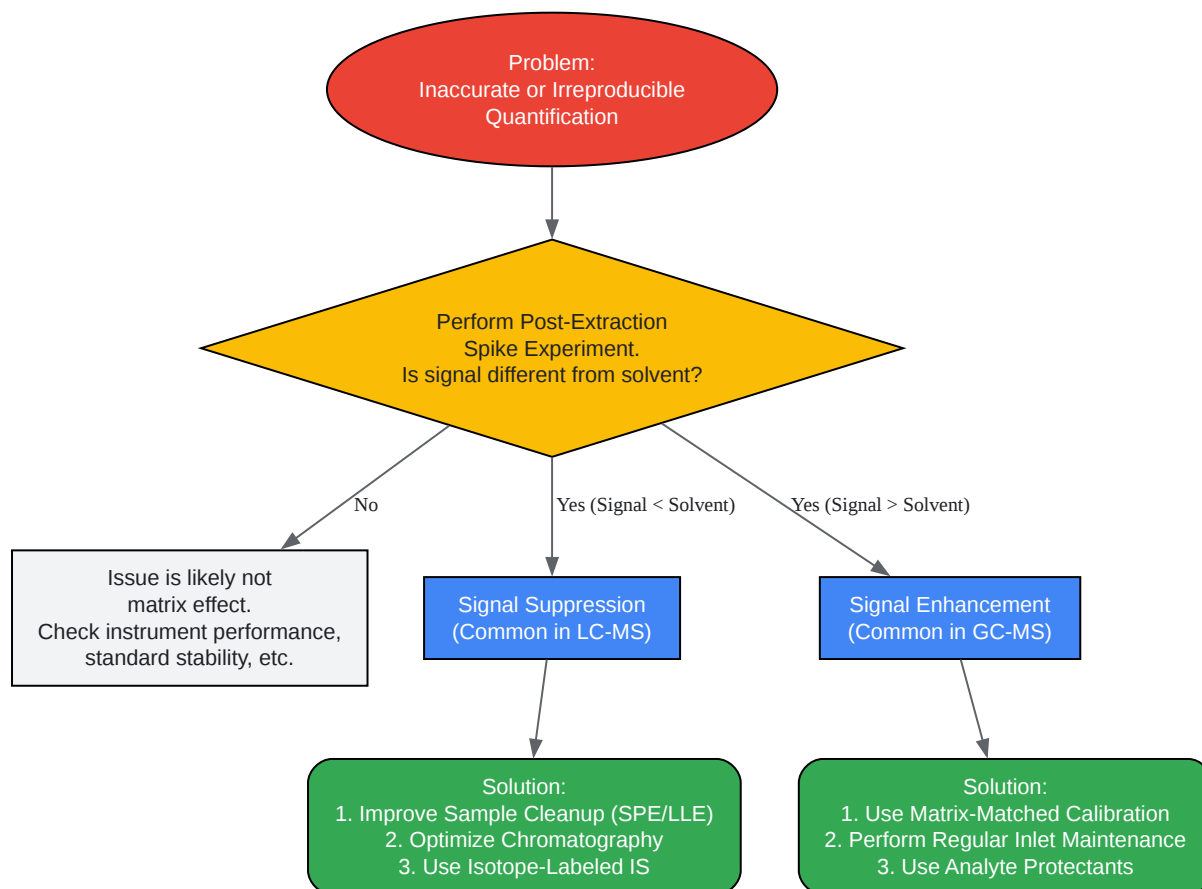 Problem:
Inaccurate or Irreproducible
Quantification
Perform Post-Extraction
Spike Experiment.
Is signal different from solvent?
No
Yes (Signal < Solvent)
Yes (Signal > Solvent)
Issue is likely not
matrix effect.
Check instrument performance,
standard stability, etc.
Signal Suppression
(Common in LC-MS)
Signal Enhancement
(Common in GC-MS)
Solution:
1. Improve Sample Cleanup (SPE/LLE)
2. Optimize Chromatography
3. Use Isotope-Labeled IS
Solution:
1. Use Matrix-Matched Calibration
2. Perform Regular Inlet Maintenance
3. Use Analyte Protectants